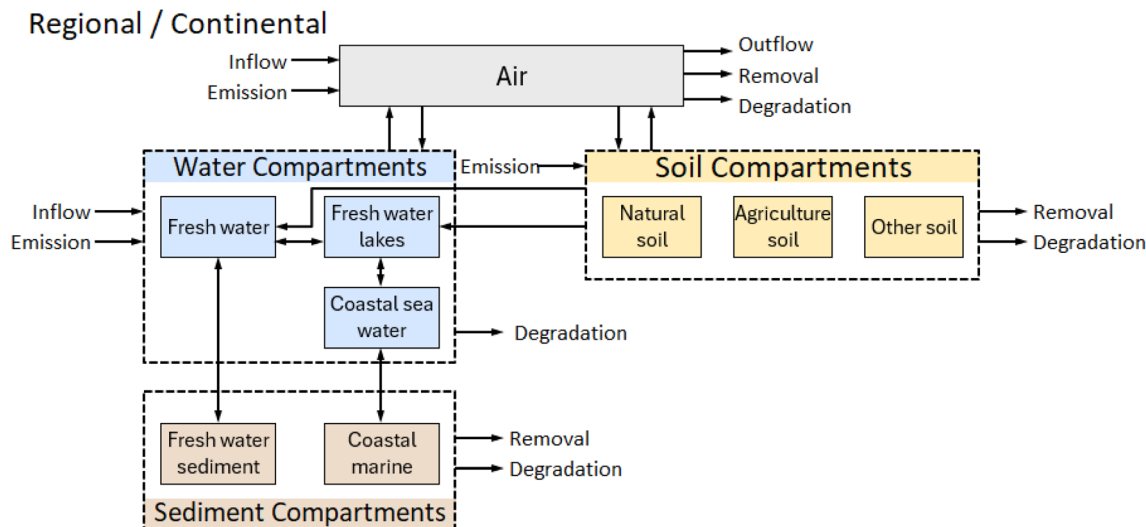 Regional / Continental
Inflow
Emission
Air
Outflow
Removal
Degradation
Water Compartments
Emission
Soil Compartments
Inflow
Emission
Fresh water
Fresh water
lakes
Natural
soil
Agriculture
soil
Other soil
Removal
Degradation
Coastal sea
water
Degradation
Fresh water
sediment
Coastal
marine
Removal
Degradation
Sediment Compartments